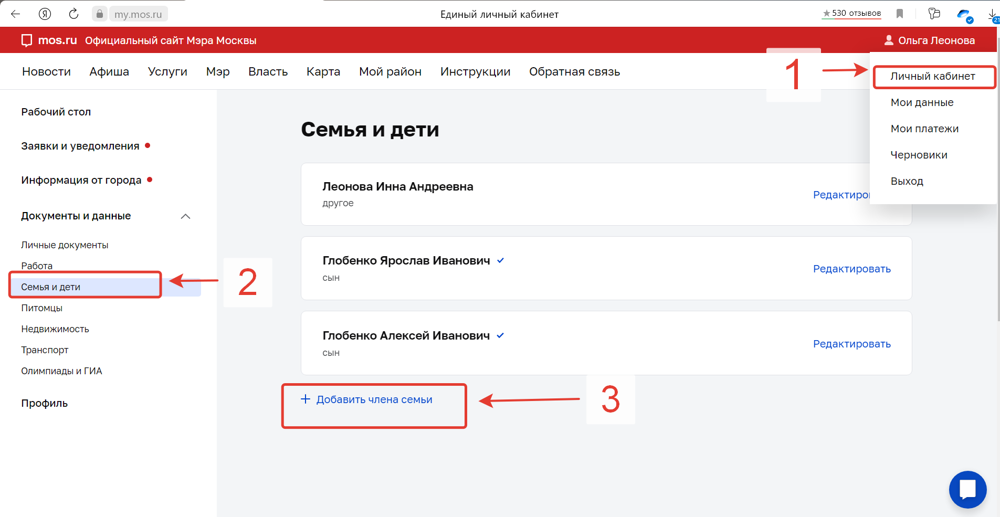 my.mos.ru
Единый личный кабинет
530 отзывов
21
mos.ru Официальный сайт Мэра Москвы
Ольга Леонова
Новости Афиша Услуги Мэр Власть Карта Мой район Инструкции Обратная связь
1
Личный кабинет
Мои данные
Мои платежи
Черновики
Выход
Рабочий стол
Заявки и уведомления
Информация от города
Документы и данные
Личные документы
Работа
Семья и дети
Питомцы
Недвижимость
Транспорт
Олимпиады и ГИА
Профиль
2
Семья и дети
Леонова Инна Андреевна
другое
Редактиров
Глобенко Ярослав Иванович
сын
Редактировать
Глобенко Алексей Иванович
сын
Редактировать
+ Добавить члена семьи
3